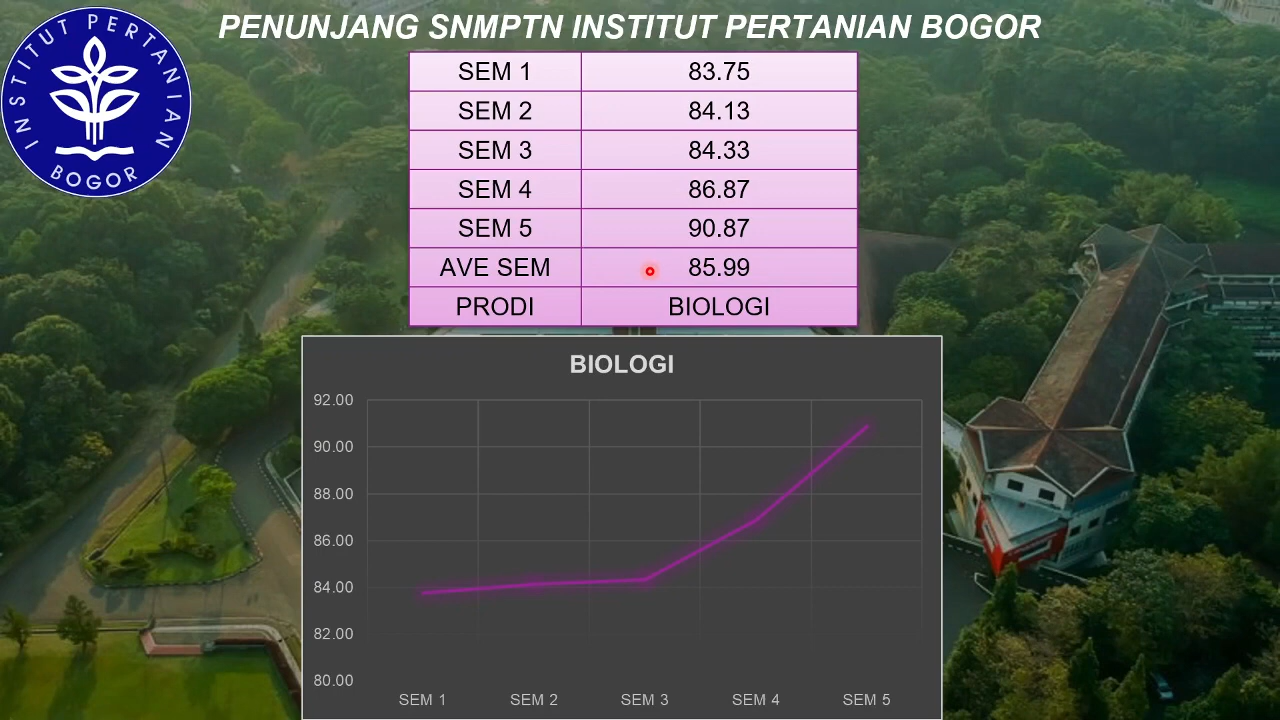 PENUNJANG SNMPTN INSTITUT PERTANIAN BOGOR
INSTITUT PERTANIAN
BOGOR
SEM 1 83.75
SEM 2 84.13
SEM 3 84.33
SEM 4 86.87
SEM 5 90.87
AVE SEM 85.99
PRODI BIOLOGI
BIOLOGI
92.00
90.00
88.00
86.00
84.00
82.00
80.00
SEM 1 SEM 2 SEM 3 SEM 4 SEM 5